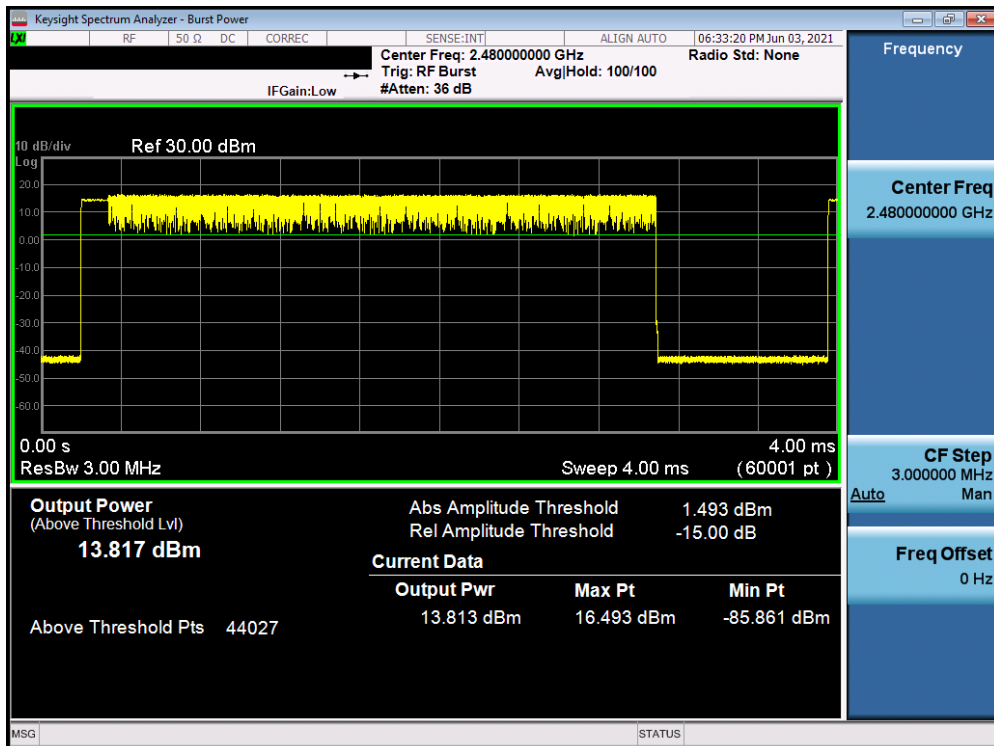 Keysight Spectrum Analyzer - Burst Power
LXI RF 50 Ω DC CORREC SENSE:INT ALIGN AUTO 06:33:20 PM Jun 03, 2021
Center Freq: 2.480000000 GHz Radio Std: None
Trig: RF Burst Avg|Hold: 100/100
IFGain:Low #Atten: 36 dB
10 dB/div Ref 30.00 dBm
Log
20.0
10.0
0.00
-10.0
-20.0
-30.0
-40.0
-50.0
-60.0
0.00 s 4.00 ms
ResBw 3.00 MHz Sweep 4.00 ms (60001 pt)
Output Power
(Above Threshold Lvl)
13.817 dBm
Above Threshold Pts 44027
Abs Amplitude Threshold 1.493 dBm
Rel Amplitude Threshold -15.00 dB
Current Data
Output Pwr Max Pt Min Pt
13.813 dBm 16.493 dBm -85.861 dBm
Frequency
Center Freq
2.480000000 GHz
CF Step
3.000000 MHz
Auto Man
Freq Offset
0 Hz
MSG STATUS